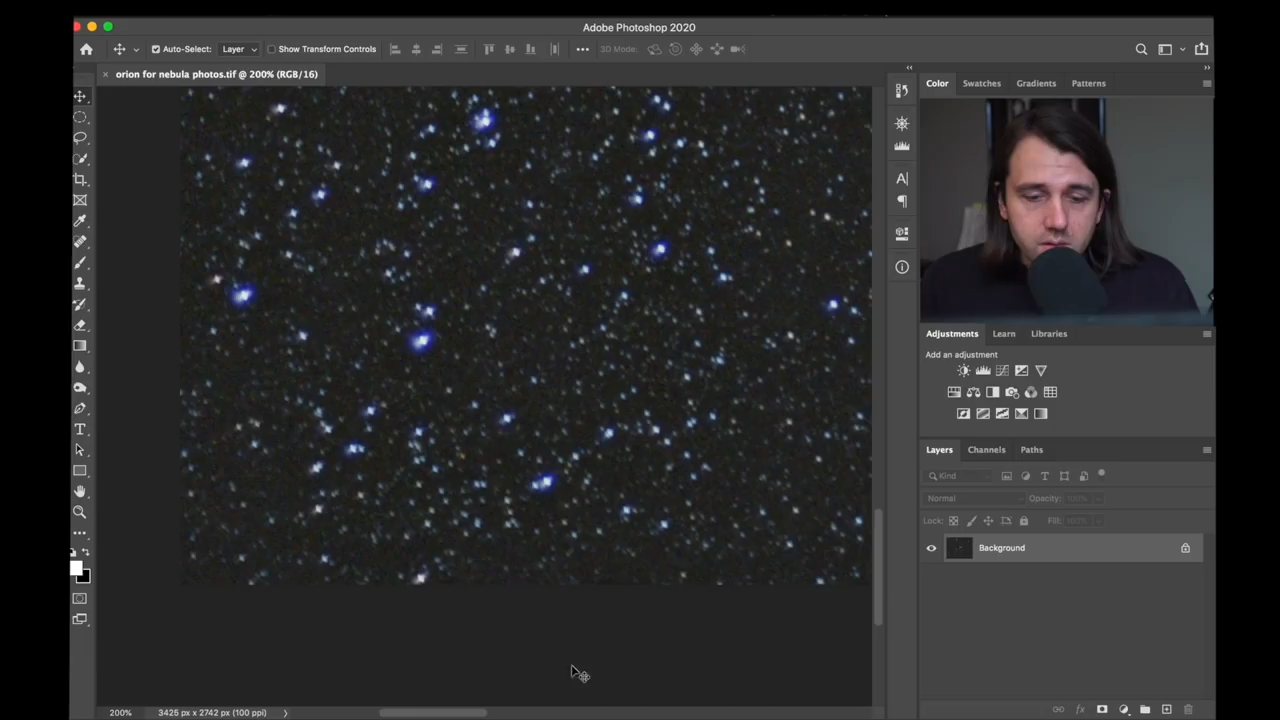 Adobe Photoshop 2020
Auto-Select: Layer Show Transform Controls 3D Mode:
orion for nebula photos.tif @ 200% (RGB/16)
Color Swatches Gradients Patterns
Adjustments Learn Libraries
Add an adjustment
Layers Channels Paths
Kind
Normal Opacity: 100%
Lock: Fill: 100%
Background
200% 3425 px x 2742 px (100 ppi)